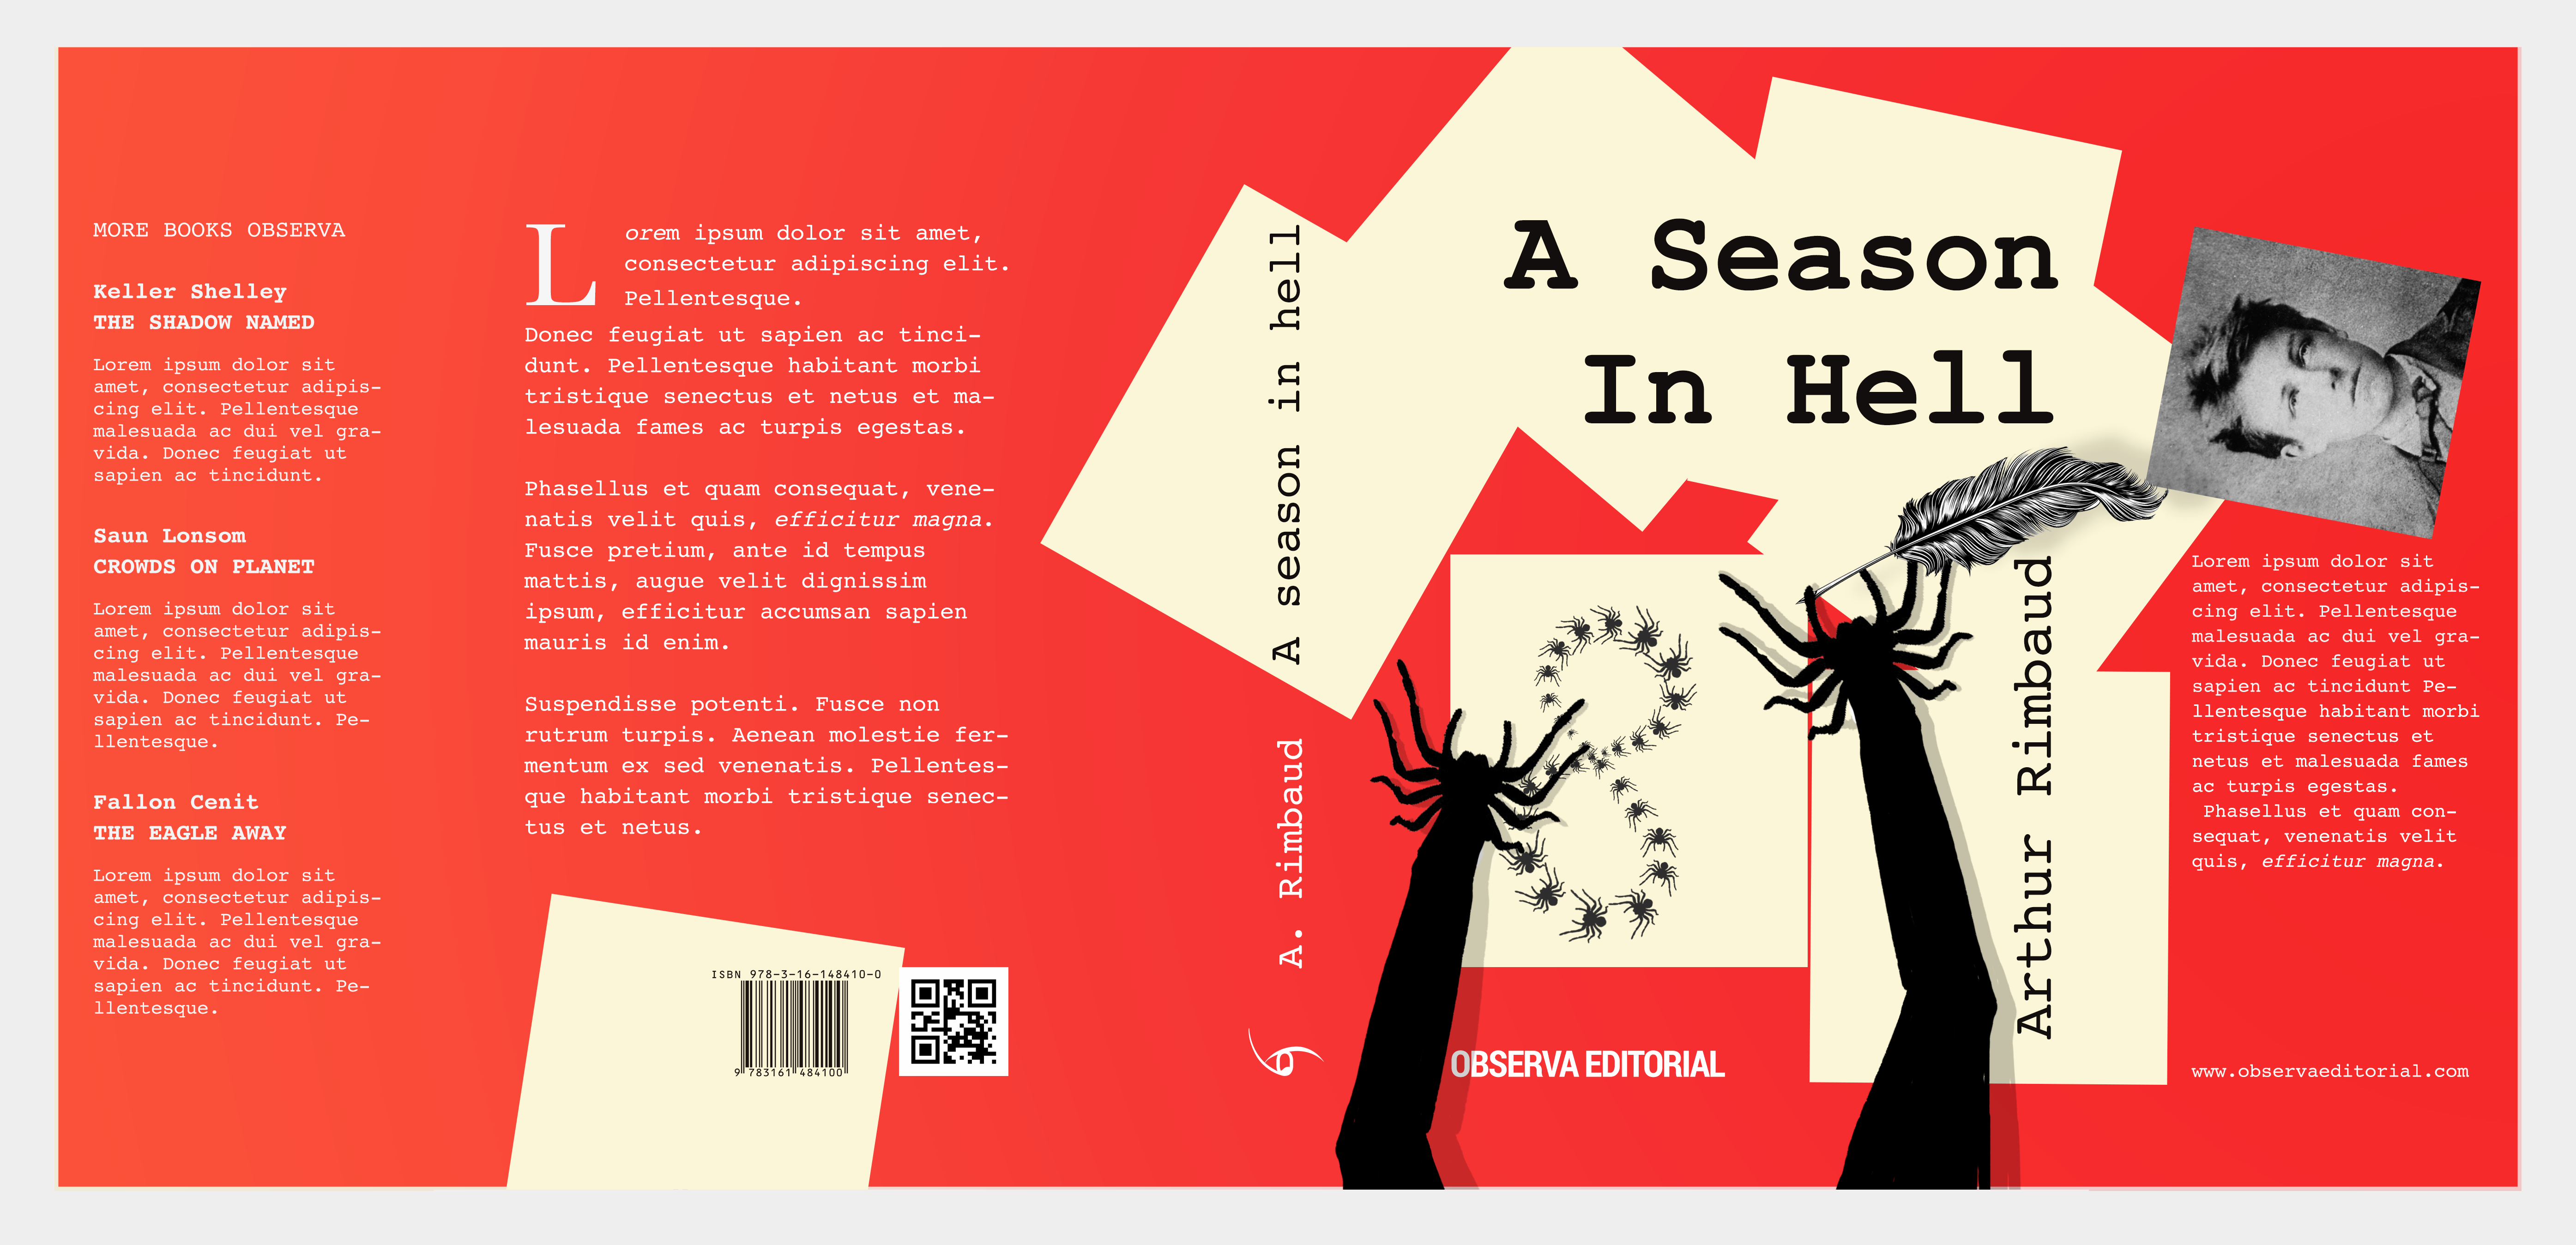 MORE BOOKS OBSERVA
Keller Shelley
THE SHADOW NAMED
Lorem ipsum dolor sit
amet, consectetur adipis-
cing elit. Pellentesque
malesuada ac dui vel gra-
vida. Donec feugiat ut
sapien ac tincidunt.
Saun Lonsom
CROWDS ON PLANET
Lorem ipsum dolor sit
amet, consectetur adipis-
cing elit. Pellentesque
malesuada ac dui vel gra-
vida. Donec feugiat ut
sapien ac tincidunt. Pe-
llentesque.
Fallon Cenit
THE EAGLE AWAY
Lorem ipsum dolor sit
amet, consectetur adipis-
cing elit. Pellentesque
malesuada ac dui vel gra-
vida. Donec feugiat ut
sapien ac tincidunt. Pe-
llentesque.
Lorem ipsum dolor sit amet,
consectetur adipiscing elit.
Pellentesque.
Donec feugiat ut sapien ac tinci-
dunt. Pellentesque habitant morbi
tristique senectus et netus et ma-
lesuada fames ac turpis egestas.
Phasellus et quam consequat, vene-
natis velit quis, efficitur magna.
Fusce pretium, ante id tempus
mattis, augue velit dignissim
ipsum, efficitur accumsan sapien
mauris id enim.
Suspendisse potenti. Fusce non
rutrum turpis. Aenean molestie fer-
mentum ex sed venenatis. Pellentes-
que habitant morbi tristique senec-
tus et netus.
ISBN 978-3-16-148410-0
9 783161 484100
A season in hell
A. Rimbaud
A Season
In Hell
Arthur Rimbaud
R
OBSERVA EDITORIAL
Lorem ipsum dolor sit
amet, consectetur adipis-
cing elit. Pellentesque
malesuada ac dui vel gra-
vida. Donec feugiat ut
sapien ac tincidunt Pe-
llentesque habitant morbi
tristique senectus et
netus et malesuada fames
ac turpis egestas.
Phasellus et quam con-
sequat, venenatis velit
quis, efficitur magna.
www.observaeditorial.com